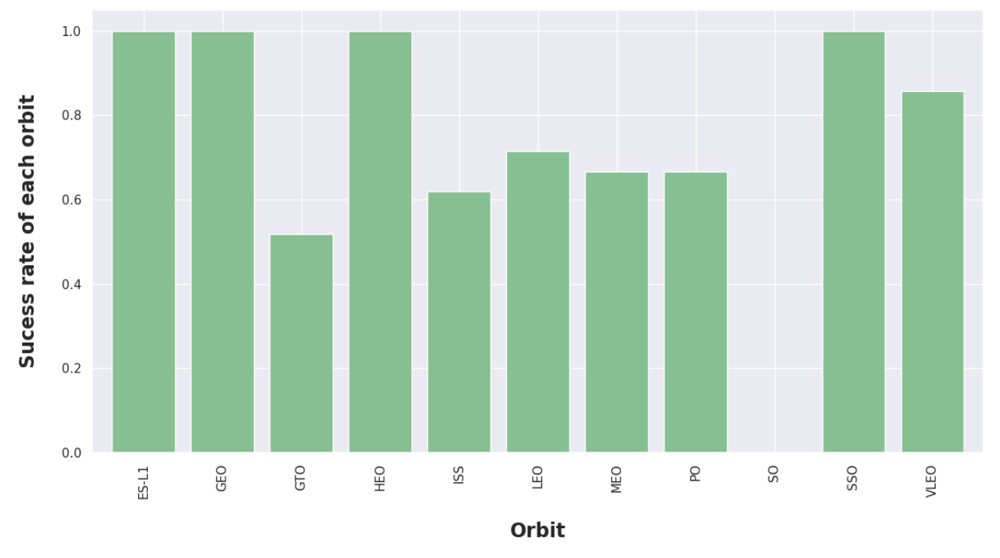 Sucess rate of each orbit
1.0
0.8
0.6
0.4
0.2
0.0
ES-L1
GEO
GTO
HEO
ISS
LEO
MEO
PO
SO
SSO
VLEO
Orbit